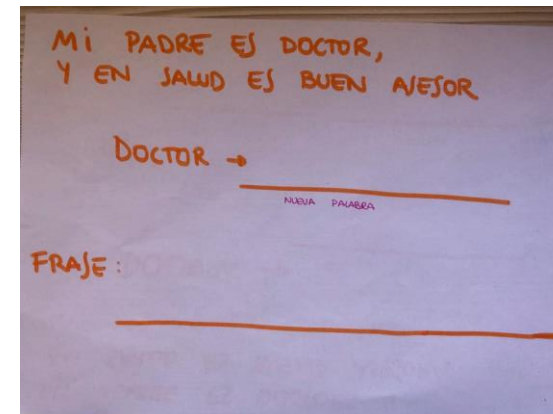 Mi PADRE ES DOCTOR,
Y EN SALUD ES BUEN ASESOR
DOCTOR →
NUEVA PALABRA
FRASE: